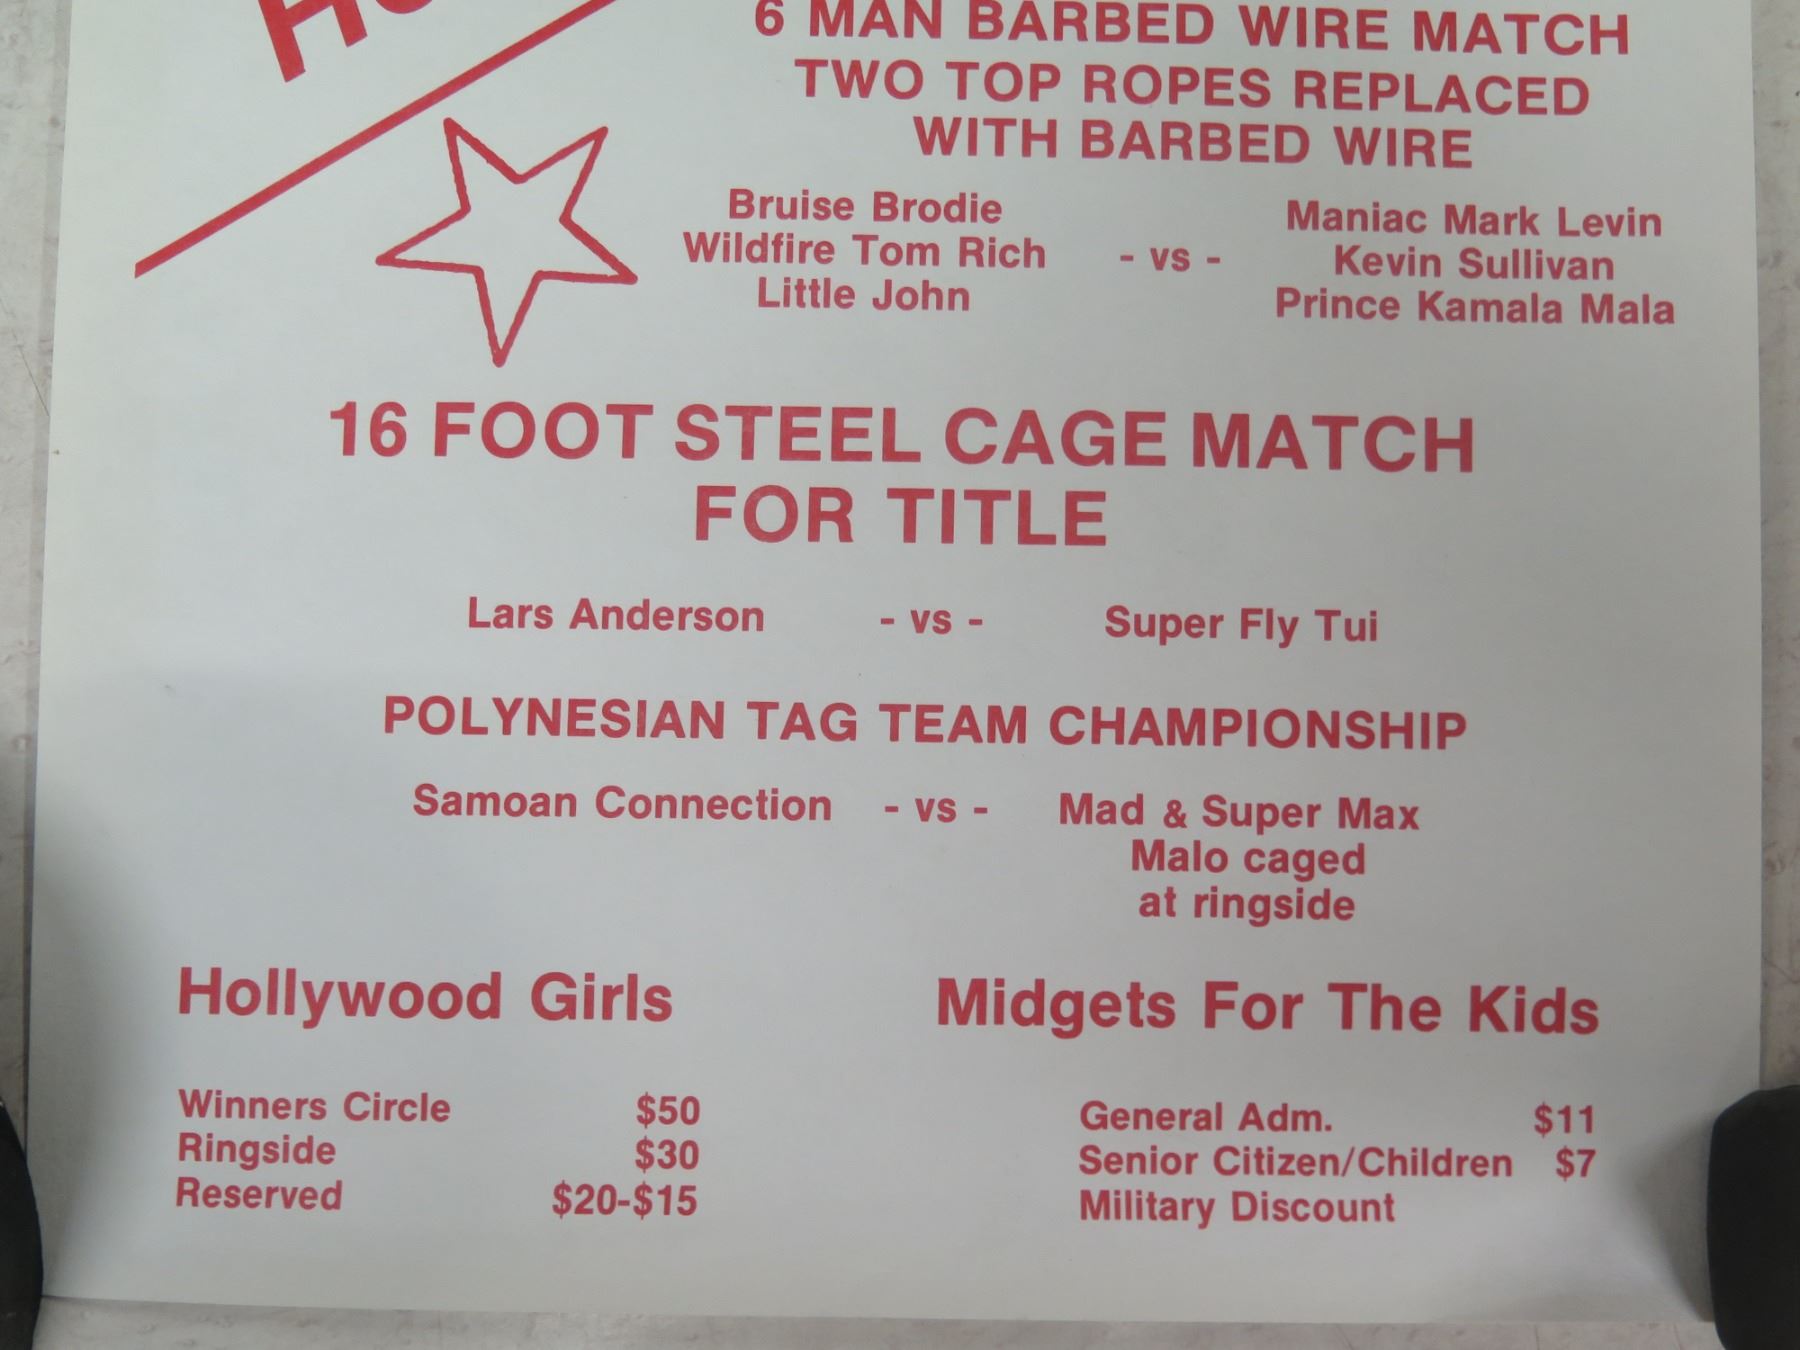 6 MAN BARBED WIRE MATCH
TWO TOP ROPES REPLACED
WITH BARBED WIRE
Bruise Brodie
Wildfire Tom Rich
Little John
- vs -
Maniac Mark Levin
Kevin Sullivan
Prince Kamala Mala
16 FOOT STEEL CAGE MATCH
FOR TITLE
Lars Anderson - vs - Super Fly Tui
POLYNESIAN TAG TEAM CHAMPIONSHIP
Samoan Connection - vs - Mad & Super Max
Malo caged
at ringside
Hollywood Girls
Midgets For The Kids
Winners Circle $50
Ringside $30
Reserved $20-$15
General Adm. $11
Senior Citizen/Children $7
Military Discount